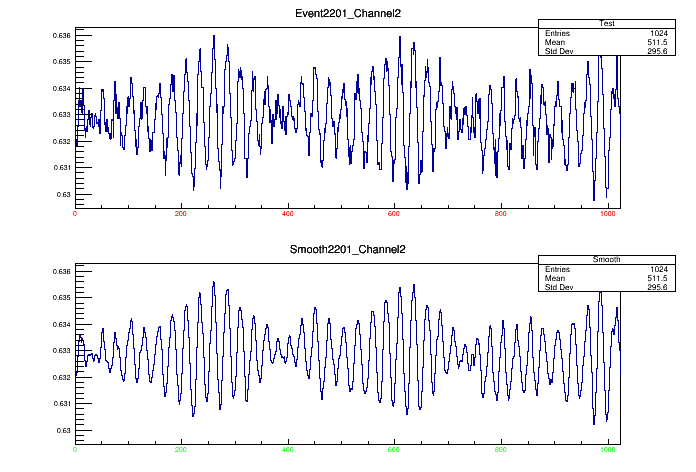 Event2201_Channel2
Test
Entries 1024
Mean 511.5
Std Dev 295.6
0.636
0.635
0.634
0.633
0.632
0.631
0.63
0 200 400 600 800 1000
Smooth2201_Channel2
Smooth
Entries 1024
Mean 511.5
Std Dev 295.6
0.636
0.635
0.634
0.633
0.632
0.631
0.63
0 200 400 600 800 1000